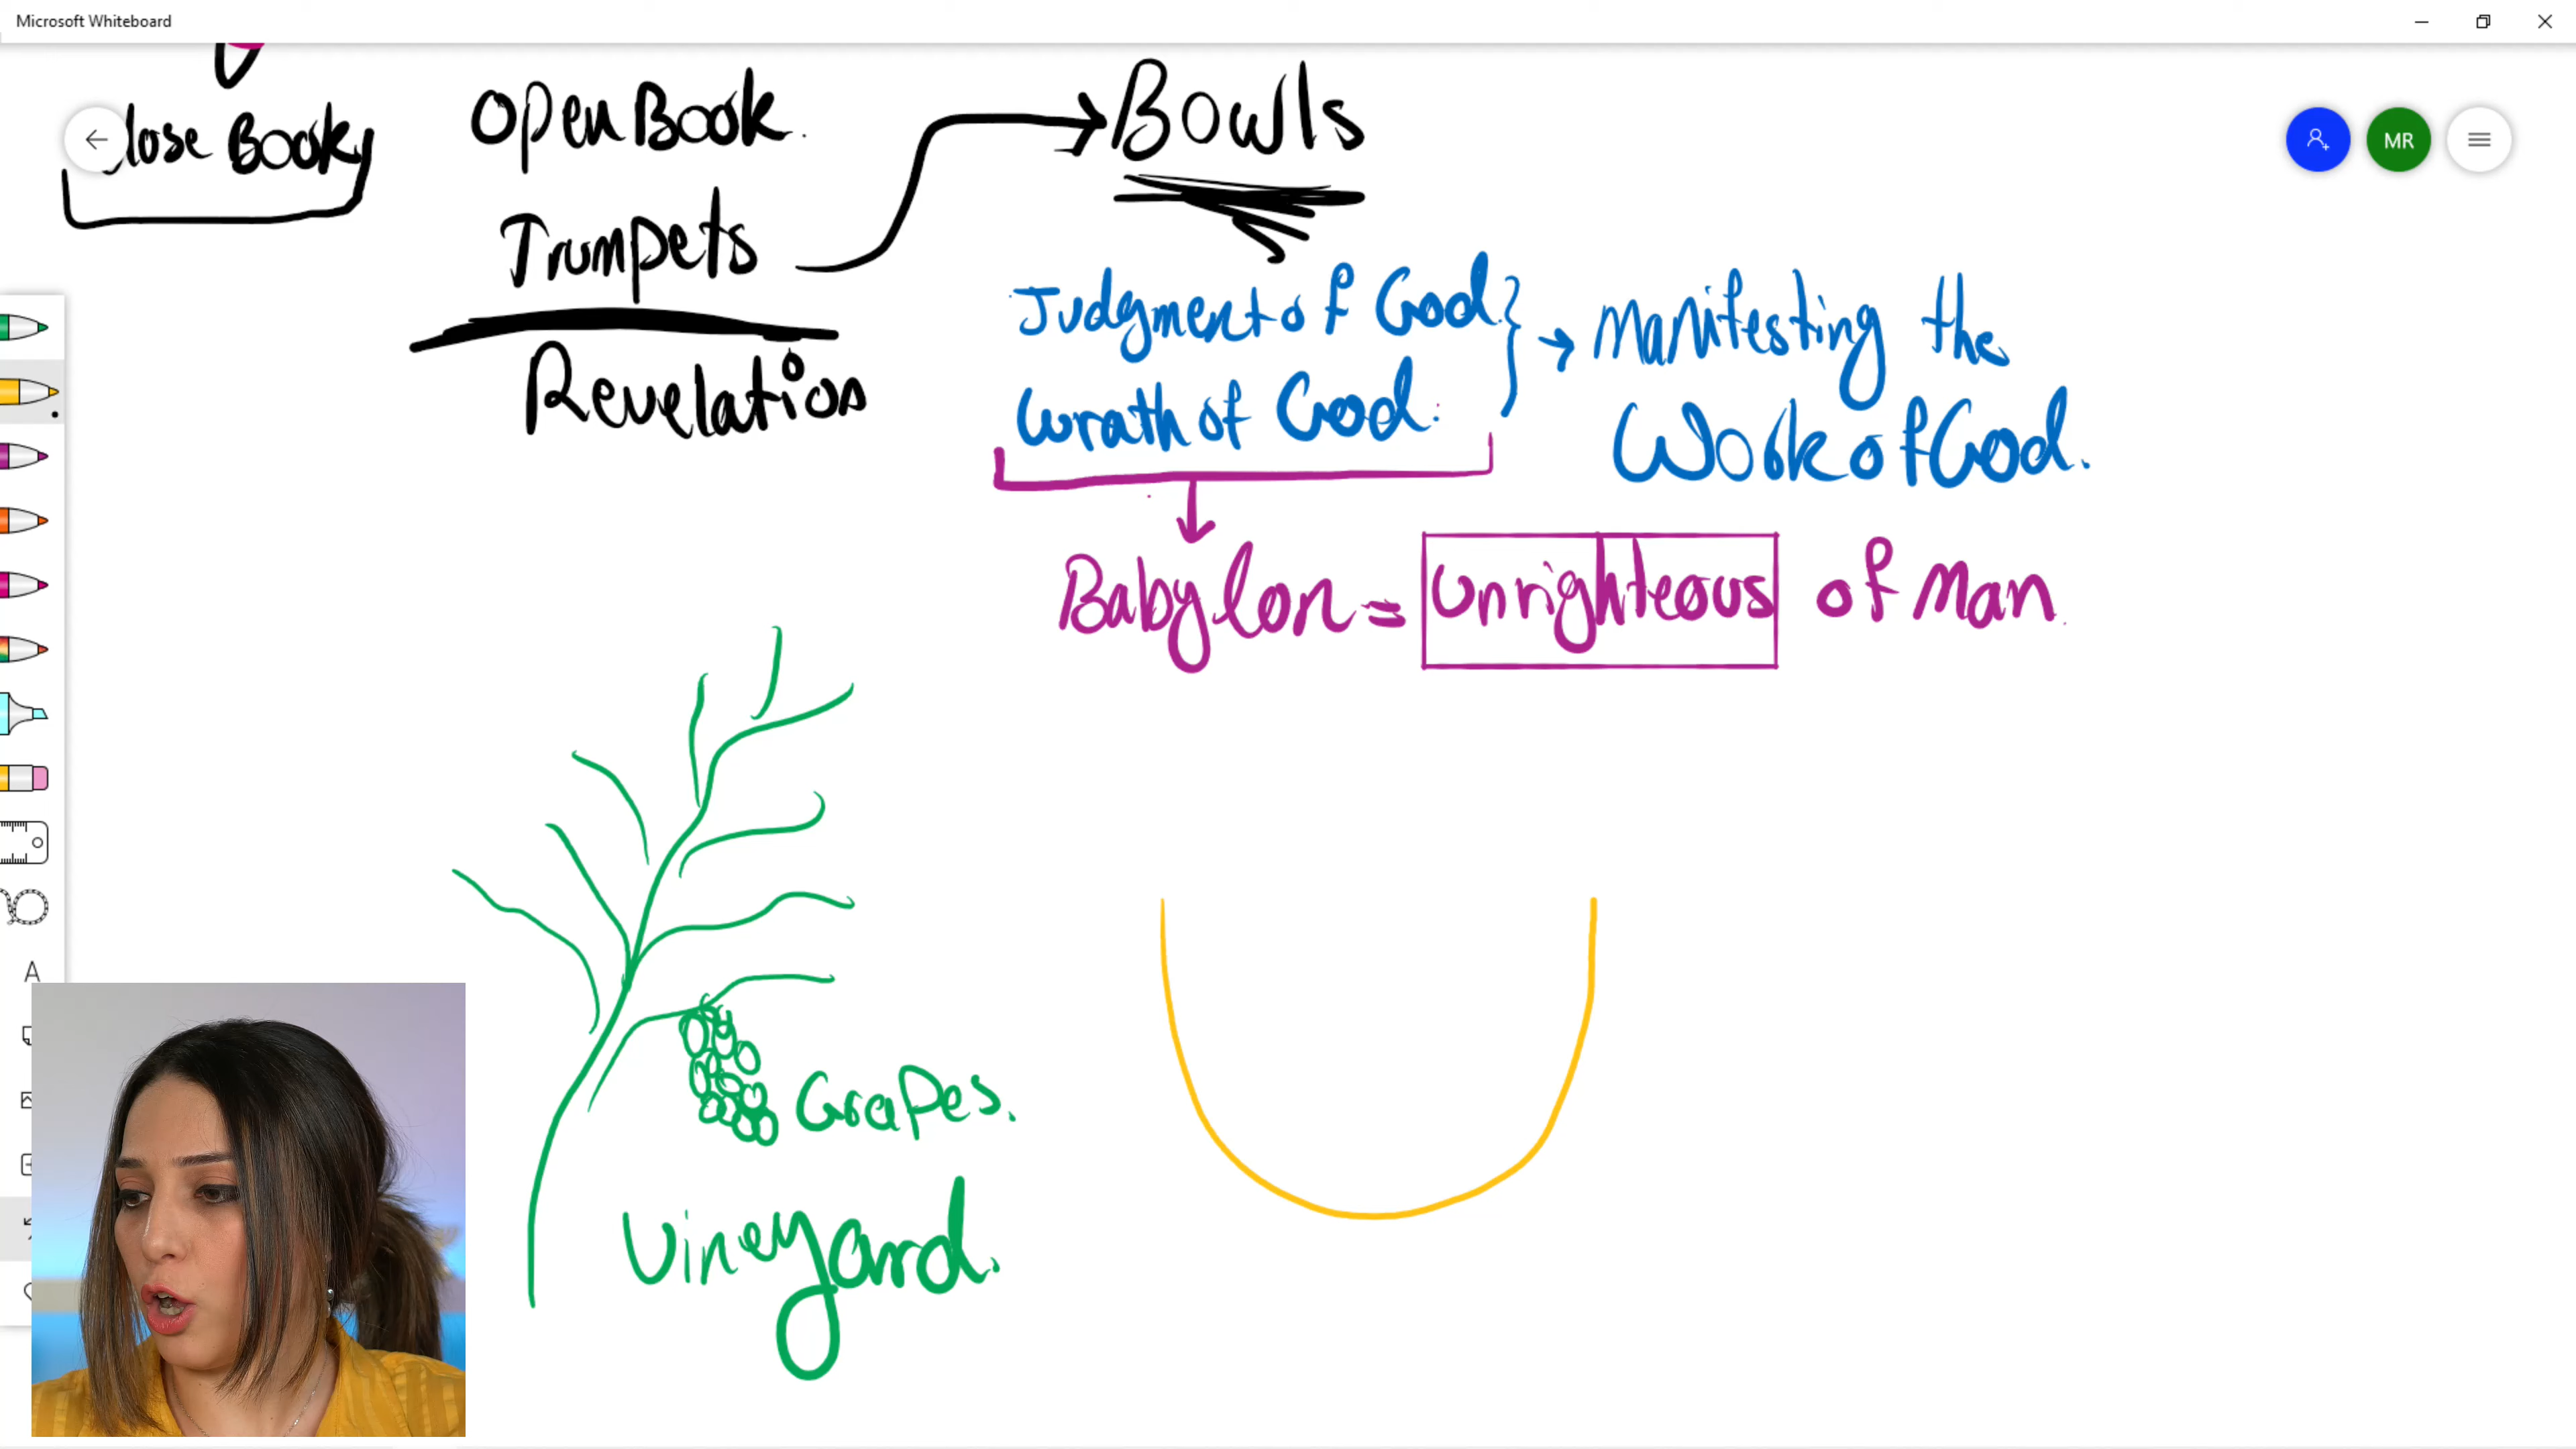 Microsoft Whiteboard
lose Book
Open Book.
Trumpets
Revelation
Bowls
MR
Judgment of God
Wrath of God.
Manifesting the
Work of God.
Babylon = Unrighteous of Man.
Grapes.
Vineyard.
A